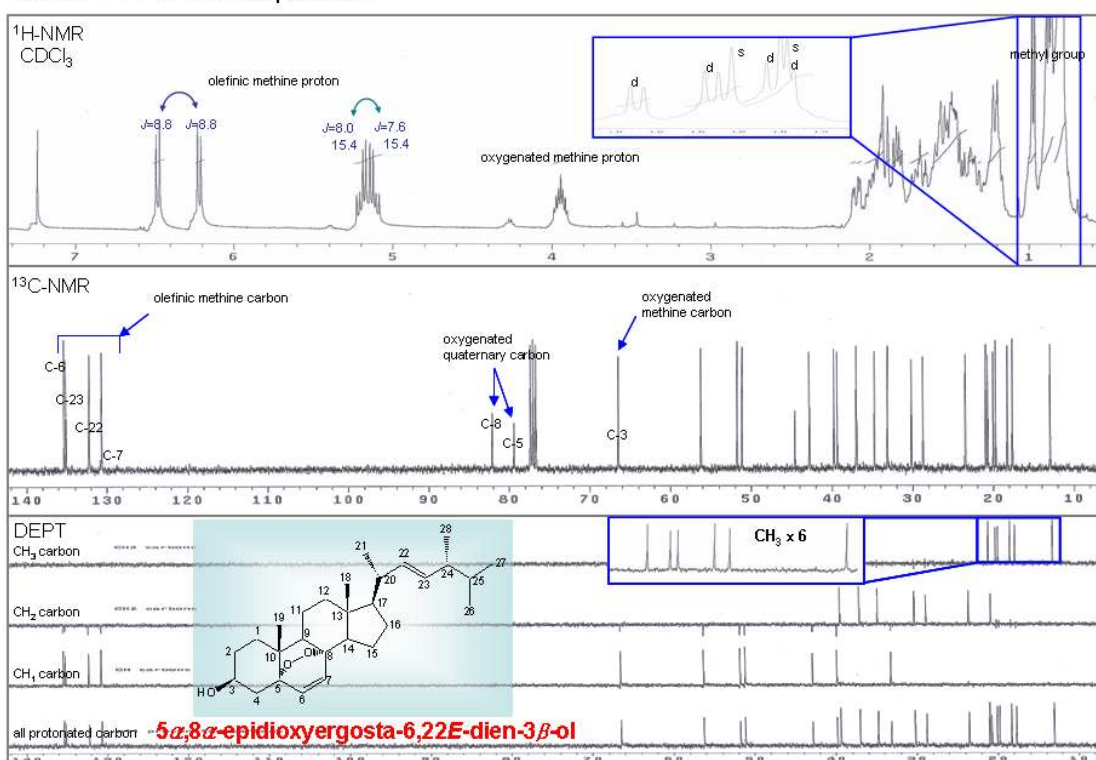 ¹H-NMR
CDCl₃
olefinic methine proton
J=8.8
J=8.8
J=8.0
15.4
J=7.6
15.4
oxygenated methine proton
methyl group
d
d
s
d
s
d
7
6
5
4
3
2
1
¹³C-NMR
olefinic methine carbon
oxygenated
quaternary carbon
oxygenated
methine carbon
C-6
C-23
C-22
C-7
C-8
C-5
C-3
140
130
120
110
100
90
80
70
60
50
40
30
20
10
DEPT
CH₃ carbon
CH₂ carbon
CH₁ carbon
all protonated carbon
CH₃ x 6
HO
O
O
1
2
3
4
5
6
7
8
9
10
11
12
13
14
15
16
17
18
19
20
21
22
23
24
25
26
27
28
5α,8α-epidioxyergosta-6,22E-dien-3β-ol